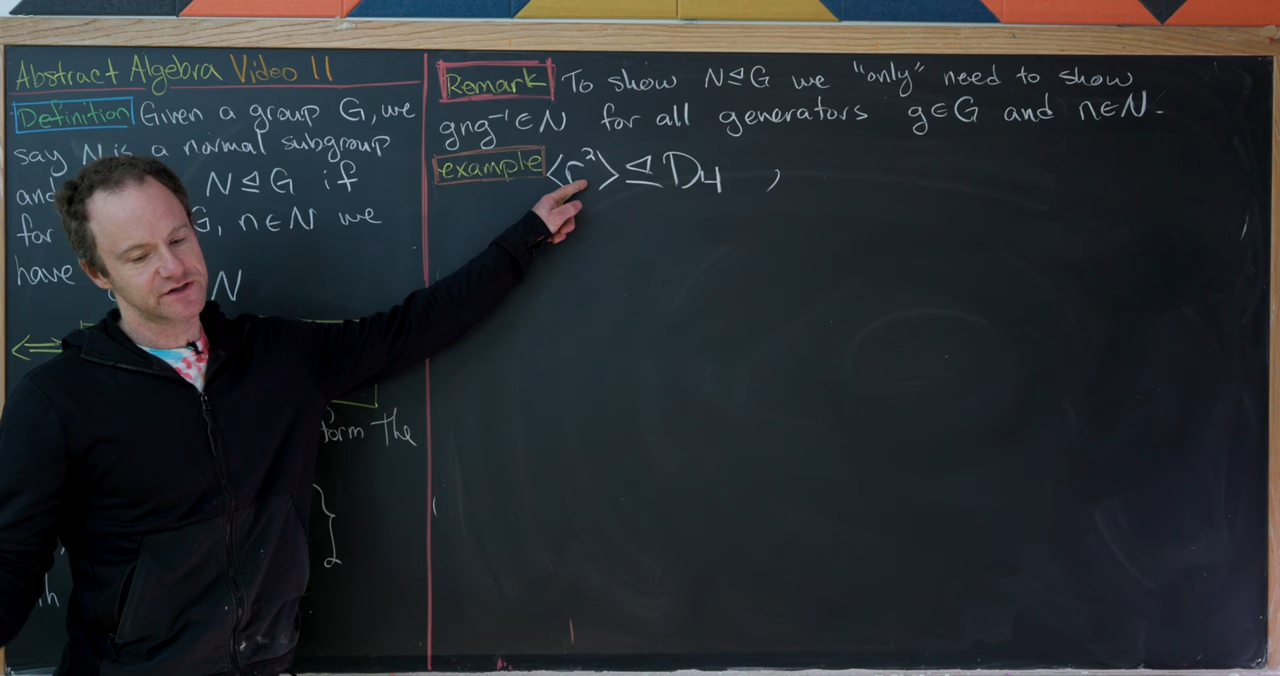 Abstract Algebra Video 11
Definition Given a group G, we
say N is a normal subgroup
and N⊴G if
for G, n∈N we
have N
⟺
form the
}
Remark To show N⊴G we "only" need to show
gng⁻¹∈N for all generators g∈G and n∈N.
example ⟨r²⟩⊴D₄ ,